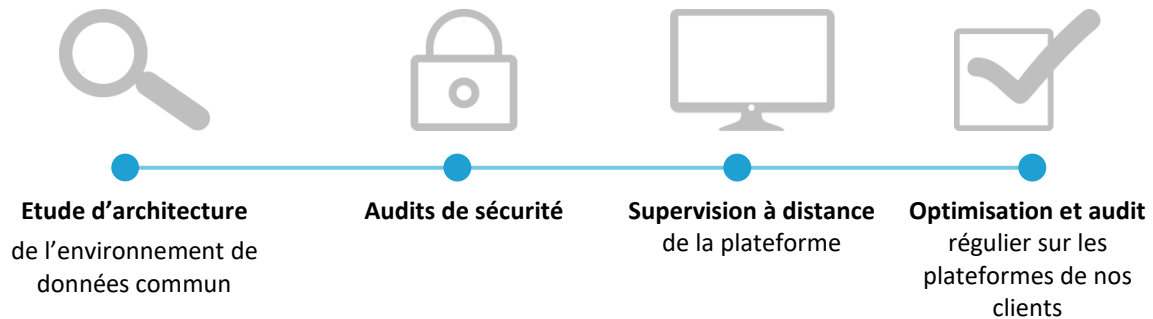 Etude d’architecture
de l’environnement de
données commun
Audits de sécurité
Supervision à distance
de la plateforme
Optimisation et audit
régulier sur les
plateformes de nos
clients